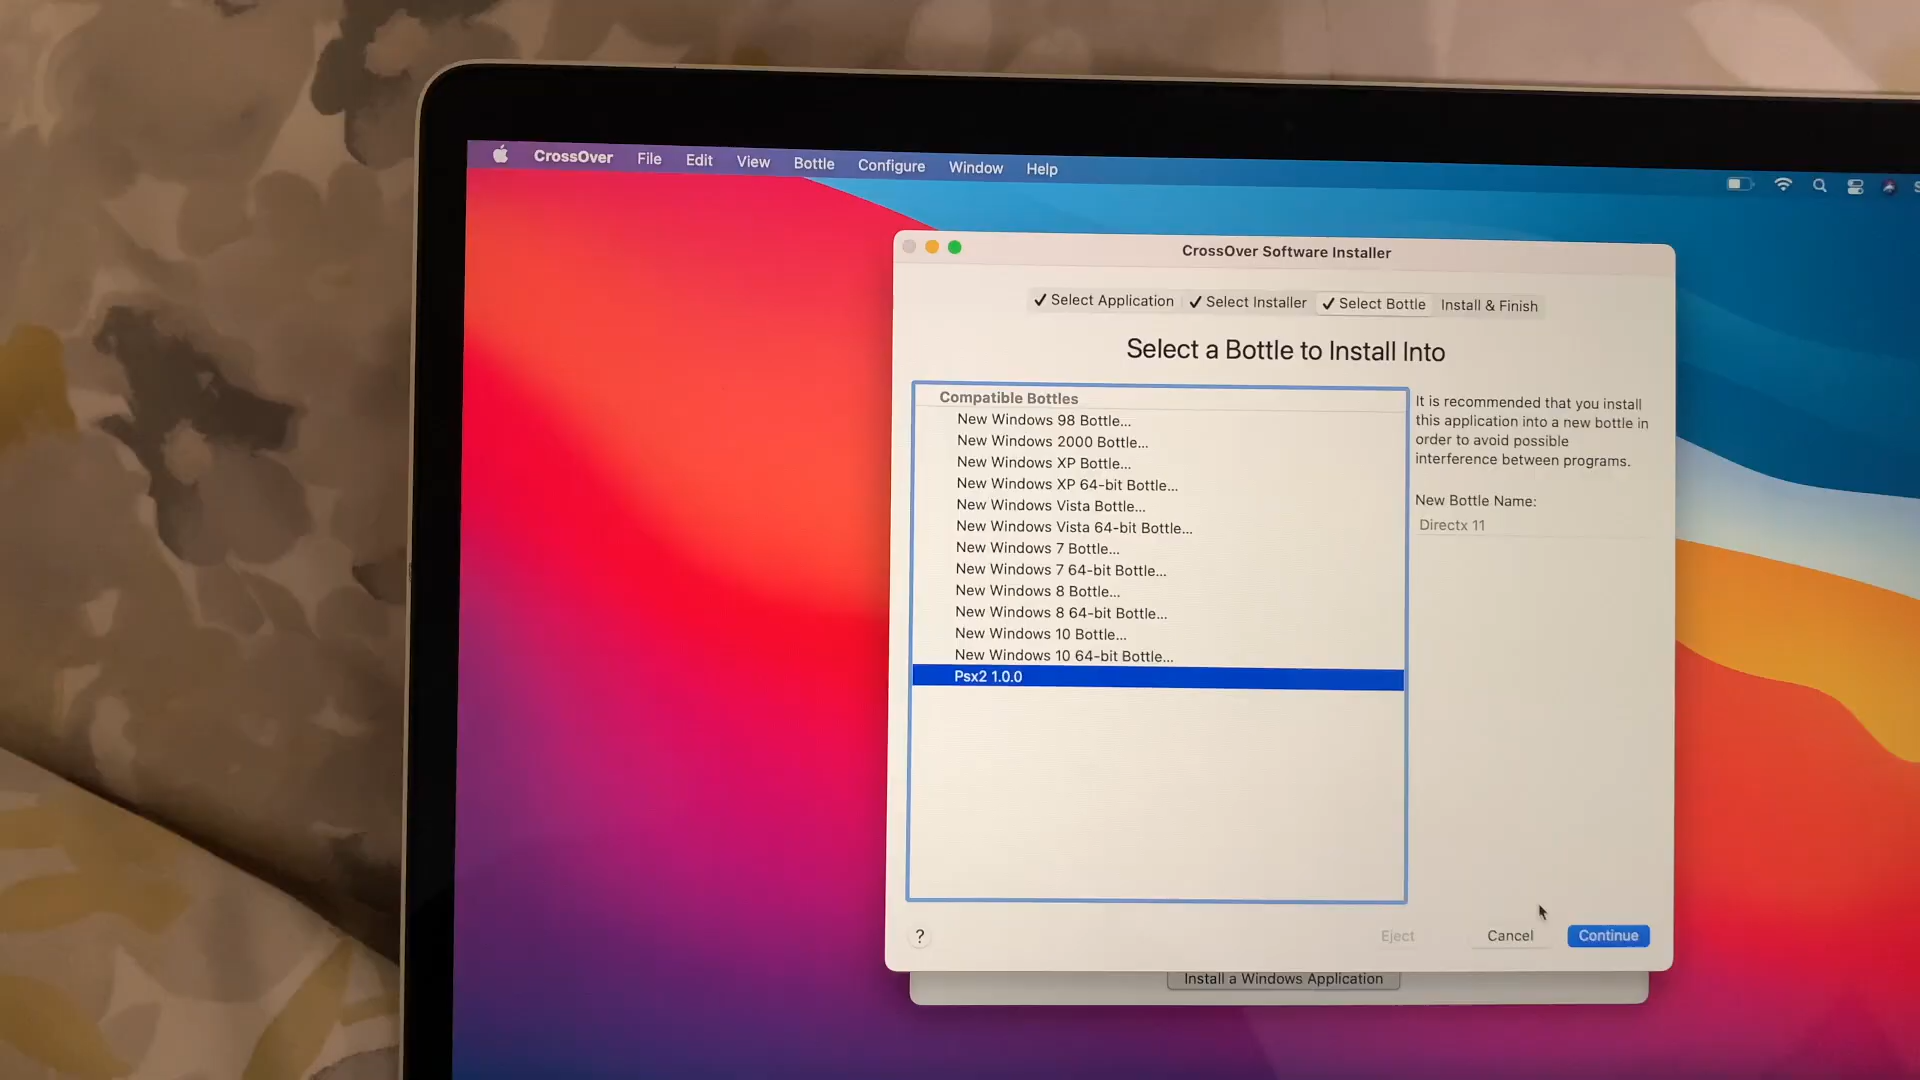 CrossOver File Edit View Bottle Configure Window Help
CrossOver Software Installer
✓ Select Application ✓ Select Installer ✓ Select Bottle Install & Finish
Select a Bottle to Install Into
Compatible Bottles
New Windows 98 Bottle...
New Windows 2000 Bottle...
New Windows XP Bottle...
New Windows XP 64-bit Bottle...
New Windows Vista Bottle...
New Windows Vista 64-bit Bottle...
New Windows 7 Bottle...
New Windows 7 64-bit Bottle...
New Windows 8 Bottle...
New Windows 8 64-bit Bottle...
New Windows 10 Bottle...
New Windows 10 64-bit Bottle...
Psx2 1.0.0
It is recommended that you install
this application into a new bottle in
order to avoid possible
interference between programs.
New Bottle Name:
Directx 11
? Eject Cancel Continue
Install a Windows Application